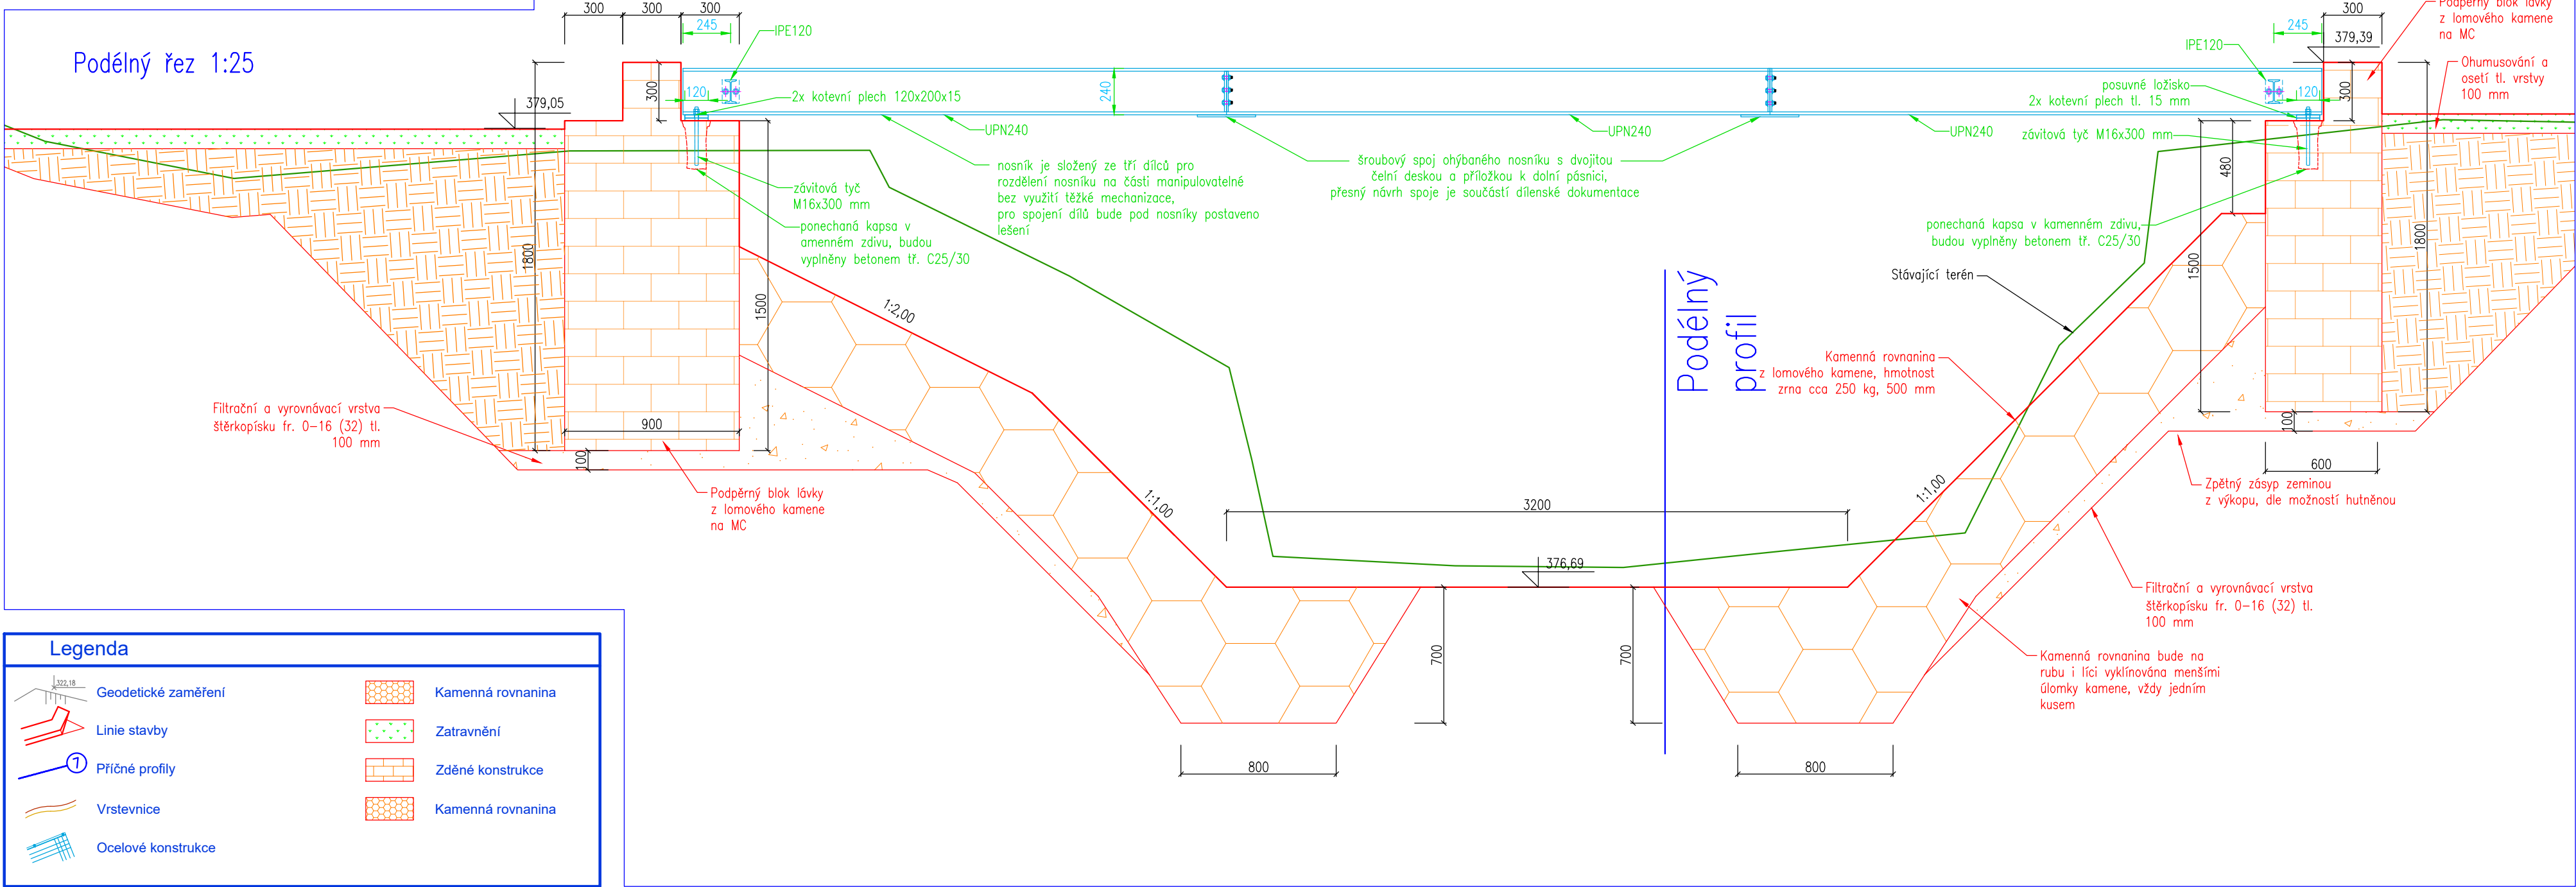 Podélný řez 1:25
300
300
300
245
IPE120
379,05
300
120
2x kotevní plech 120x200x15
240
UPN240
nosník je složený ze tří dílců pro
rozdělení nosníku na části manipulovatelné
bez využití těžké mechanizace,
pro spojení dílů bude pod nosníky postaveno
lešení
závitová tyč
M16x300 mm
ponechaná kapsa v
amenném zdivu, budou
vyplněny betonem tř. C25/30
šroubový spoj ohýbaného nosníku s dvojitou
čelní deskou a příložkou k dolní pásnici,
přesný návrh spoje je součástí dílenské dokumentace
UPN240
UPN240
IPE120
245
300
379,39
Podpěrný blok lávky
z lomového kamene
na MC
Ohumusování a
osetí tl. vrstvy
100 mm
posuvné ložisko
2x kotevní plech tl. 15 mm
120
300
závitová tyč M16x300 mm
480
ponechaná kapsa v kamenném zdivu,
budou vyplněny betonem tř. C25/30
Stávající terén
1500
1800
1800
1500
1:2,00
Podélný
profil
Kamenná rovnanina
z lomového kamene, hmotnost
zrna cca 250 kg, 500 mm
Filtrační a vyrovnávací vrstva
štěrkopísku fr. 0-16 (32) tl.
100 mm
900
100
Podpěrný blok lávky
z lomového kamene
na MC
1:1,00
3200
1:1,00
100
600
Zpětný zásyp zeminou
z výkopu, dle možností hutněnou
376,69
Filtrační a vyrovnávací vrstva
štěrkopísku fr. 0-16 (32) tl.
100 mm
700
700
Kamenná rovnanina bude na
rubu i líci vyklínována menšími
úlomky kamene, vždy jedním
kusem
800
800
Legenda
322,18
Geodetické zaměření
Kamenná rovnanina
Linie stavby
Zatravnění
1
Příčné profily
Zděné konstrukce
Vrstevnice
Kamenná rovnanina
Ocelové konstrukce